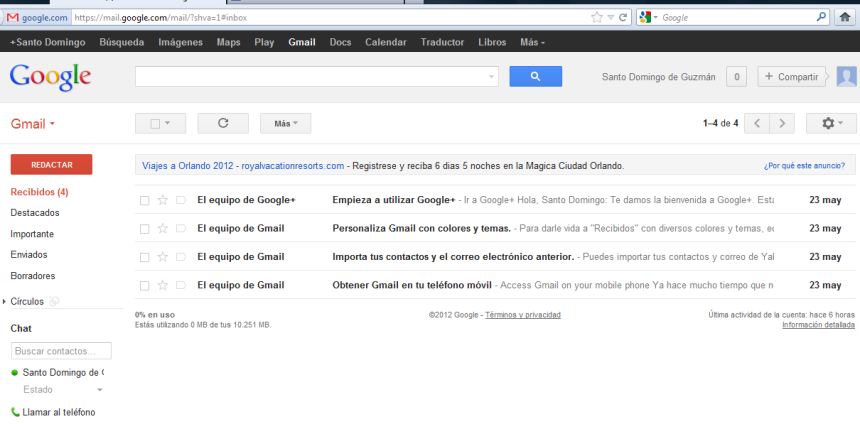 google.com https://mail.google.com/mail/?shva=1#inbox Google
+Santo Domingo Búsqueda Imágenes Maps Play Gmail Docs Calendar Traductor Libros Más
Google Santo Domingo de Guzmán 0 + Compartir
Gmail Más 1–4 de 4
REDACTAR
Viajes a Orlando 2012 - royalvacationresorts.com - Registrese y reciba 6 dias 5 noches en la Magica Ciudad Orlando. ¿Por qué este anuncio?
Recibidos (4)
Destacados
Importante
Enviados
Borradores
Círculos
El equipo de Google+ Empieza a utilizar Google+ - Ir a Google+ Hola, Santo Domingo: Te damos la bienvenida a Google+. Esta 23 may
El equipo de Gmail Personaliza Gmail con colores y temas. - Para darle vida a "Recibidos" con diversos colores y temas, 23 may
El equipo de Gmail Importa tus contactos y el correo electrónico anterior. - Puedes importar tus contactos y correo de Yal 23 may
El equipo de Gmail Obtener Gmail en tu teléfono móvil - Access Gmail on your mobile phone Ya hace mucho tiempo que n 23 may
0% en uso
Estás utilizando 0 MB de tus 10.251 MB.
©2012 Google - Términos y privacidad
Última actividad de la cuenta: hace 6 horas
Información detallada
Chat
Buscar contactos...
Santo Domingo de
Estado
Llamar al teléfono